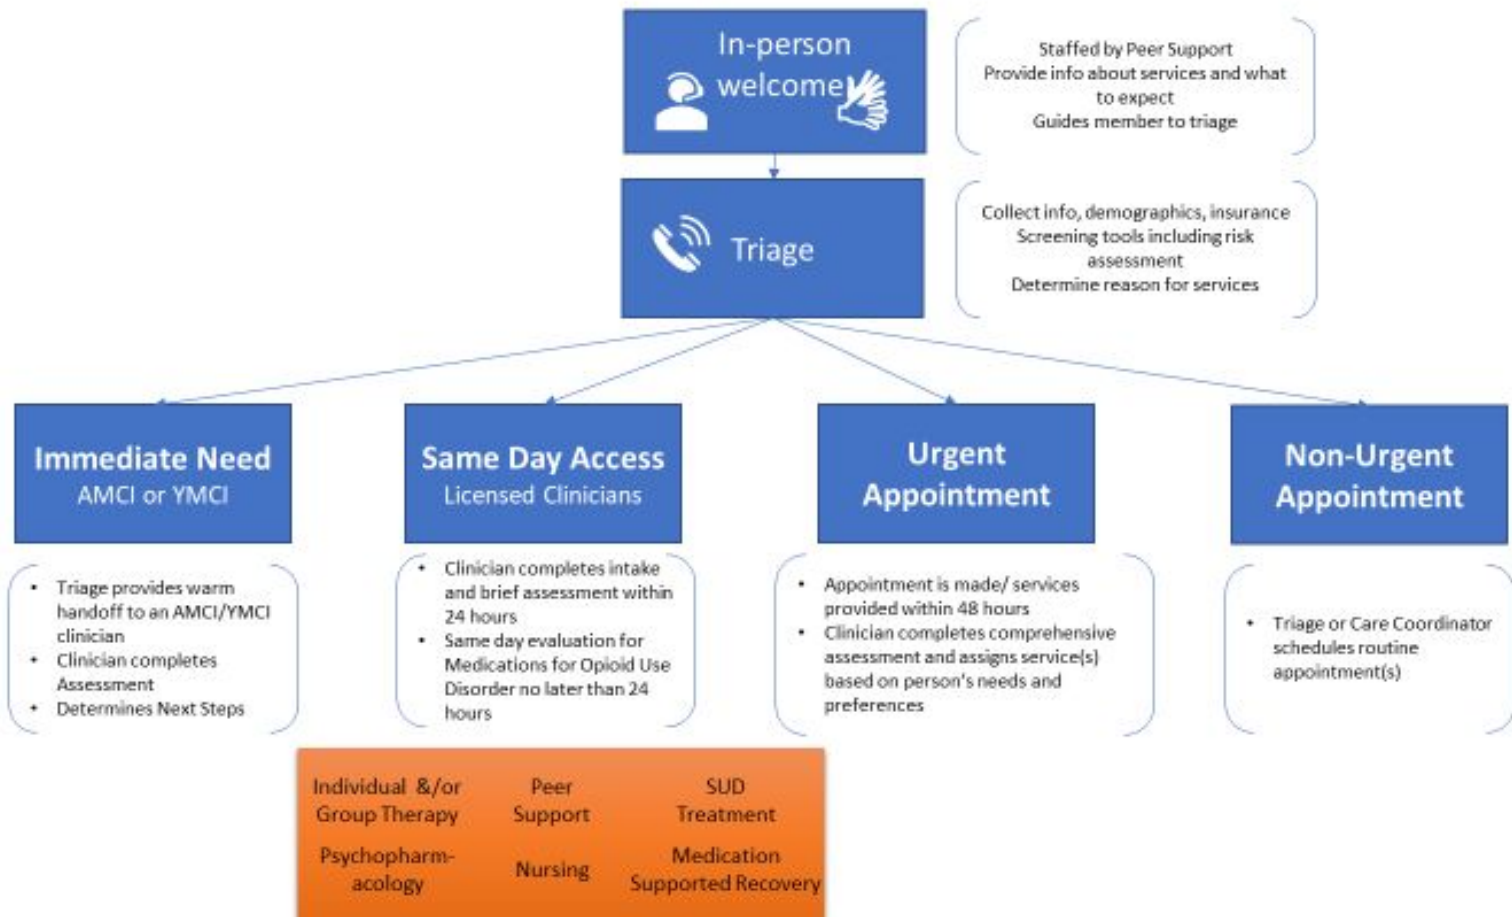 In-person
welcome
Staffed by Peer Support
Provide info about services and what
to expect
Guides member to triage
Triage
Collect info, demographics, insurance
Screening tools including risk
assessment
Determine reason for services
Immediate Need
AMCI or YMCI
Same Day Access
Licensed Clinicians
Urgent
Appointment
Non-Urgent
Appointment
• Triage provides warm
handoff to an AMCI/YMCI
clinician
• Clinician completes
Assessment
• Determines Next Steps
• Clinician completes intake
and brief assessment within
24 hours
• Same day evaluation for
Medications for Opioid Use
Disorder no later than 24
hours
• Appointment is made/ services
provided within 48 hours
• Clinician completes comprehensive
assessment and assigns service(s)
based on person's needs and
preferences
• Triage or Care Coordinator
schedules routine
appointment(s)
Individual &/or
Group Therapy
Peer
Support
SUD
Treatment
Psychopharm-
acology
Nursing
Medication
Supported Recovery